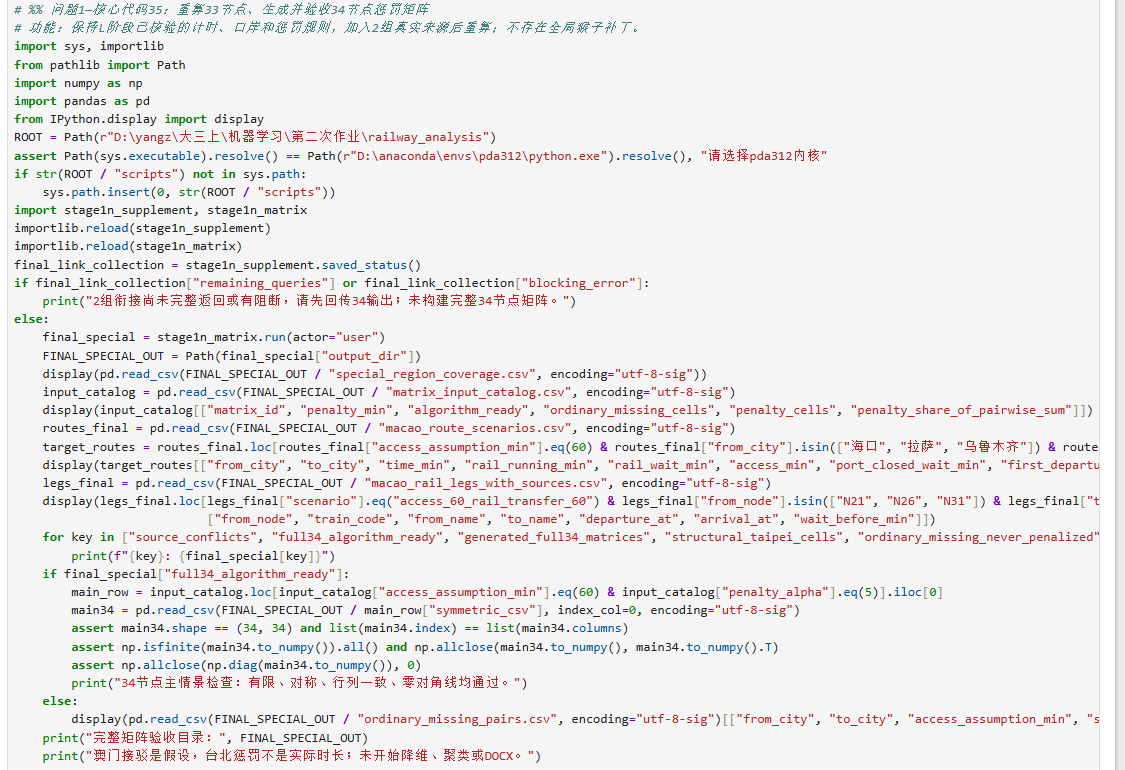 # %% 问题1—核心代码35：重算33节点、生成并验收34节点惩罚矩阵
# 功能：保持L阶段已核验的计时、口岸和惩罚规则，加入2组真实来源后重算；不存在全局猴子补丁。
import sys, importlib
from pathlib import Path
import numpy as np
import pandas as pd
from IPython.display import display
ROOT = Path(r"D:\yangz\大三上\机器学习\第二次作业\railway_analysis")
assert Path(sys.executable).resolve() == Path(r"D:\anaconda\envs\pda312\python.exe").resolve(), "请选择pda312内核"
if str(ROOT / "scripts") not in sys.path:
    sys.path.insert(0, str(ROOT / "scripts"))
import stage1n_supplement, stage1n_matrix
importlib.reload(stage1n_supplement)
importlib.reload(stage1n_matrix)
final_link_collection = stage1n_supplement.saved_status()
if final_link_collection["remaining_queries"] or final_link_collection["blocking_error"]:
    print("2组衔接尚未完整返回或有阻断，请先回传34输出；未构建完整34节点矩阵。")
else:
    final_special = stage1n_matrix.run(actor="user")
    FINAL_SPECIAL_OUT = Path(final_special["output_dir"])
    display(pd.read_csv(FINAL_SPECIAL_OUT / "special_region_coverage.csv", encoding="utf-8-sig"))
    input_catalog = pd.read_csv(FINAL_SPECIAL_OUT / "matrix_input_catalog.csv", encoding="utf-8-sig")
    display(input_catalog[["matrix_id", "penalty_min", "algorithm_ready", "ordinary_missing_cells", "penalty_cells", "penalty_share_of_pairwise_sum"]])
    routes_final = pd.read_csv(FINAL_SPECIAL_OUT / "macao_route_scenarios.csv", encoding="utf-8-sig")
    target_routes = routes_final.loc[routes_final["access_assumption_min"].eq(60) & routes_final["from_city"].isin(["海口", "拉萨", "乌鲁木齐"]) & route
    display(target_routes[["from_city", "to_city", "time_min", "rail_running_min", "rail_wait_min", "access_min", "port_closed_wait_min", "first_departu
    legs_final = pd.read_csv(FINAL_SPECIAL_OUT / "macao_rail_legs_with_sources.csv", encoding="utf-8-sig")
    display(legs_final.loc[legs_final["scenario"].eq("access_60_rail_transfer_60") & legs_final["from_node"].isin(["N21", "N26", "N31"]) & legs_final["t
                          ["from_node", "train_code", "from_name", "to_name", "departure_at", "arrival_at", "wait_before_min"]])
    for key in ["source_conflicts", "full34_algorithm_ready", "generated_full34_matrices", "structural_taipei_cells", "ordinary_missing_never_penalized"
        print(f"{key}: {final_special[key]}")
    if final_special["full34_algorithm_ready"]:
        main_row = input_catalog.loc[input_catalog["access_assumption_min"].eq(60) & input_catalog["penalty_alpha"].eq(5)].iloc[0]
        main34 = pd.read_csv(FINAL_SPECIAL_OUT / main_row["symmetric_csv"], index_col=0, encoding="utf-8-sig")
        assert main34.shape == (34, 34) and list(main34.index) == list(main34.columns)
        assert np.isfinite(main34.to_numpy()).all() and np.allclose(main34.to_numpy(), main34.to_numpy().T)
        assert np.allclose(np.diag(main34.to_numpy()), 0)
        print("34节点主情景检查：有限、对称、行列一致、零对角线均通过。")
    else:
        display(pd.read_csv(FINAL_SPECIAL_OUT / "ordinary_missing_pairs.csv", encoding="utf-8-sig")[["from_city", "to_city", "access_assumption_min", "s
    print("完整矩阵验收目录：", FINAL_SPECIAL_OUT)
    print("澳门接驳是假设，台北惩罚不是实际时长；未开始降维、聚类或DOCX。")